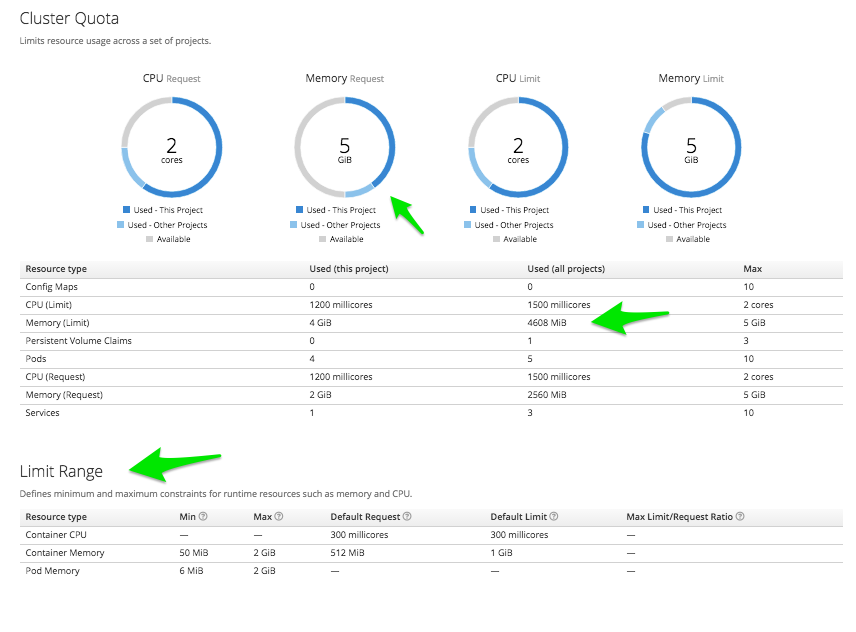 Cluster Quota
Limits resource usage across a set of projects.
CPU Request
Memory Request
CPU Limit
Memory Limit
2
cores
5
GiB
2
cores
5
GiB
Used - This Project
Used - Other Projects
Available
Used - This Project
Used - Other Projects
Available
Used - This Project
Used - Other Projects
Available
Used - This Project
Used - Other Projects
Available
Resource type Used (this project) Used (all projects) Max
Config Maps 0 0 10
CPU (Limit) 1200 millicores 1500 millicores 2 cores
Memory (Limit) 4 GiB 4608 MiB 5 GiB
Persistent Volume Claims 0 1 3
Pods 4 5 10
CPU (Request) 1200 millicores 1500 millicores 2 cores
Memory (Request) 2 GiB 2560 MiB 5 GiB
Services 1 3 10
Limit Range
Defines minimum and maximum constraints for runtime resources such as memory and CPU.
Resource type Min ? Max ? Default Request ? Default Limit ? Max Limit/Request Ratio ?
Container CPU — — 300 millicores 300 millicores —
Container Memory 50 MiB 2 GiB 512 MiB 1 GiB —
Pod Memory 6 MiB 2 GiB — — —